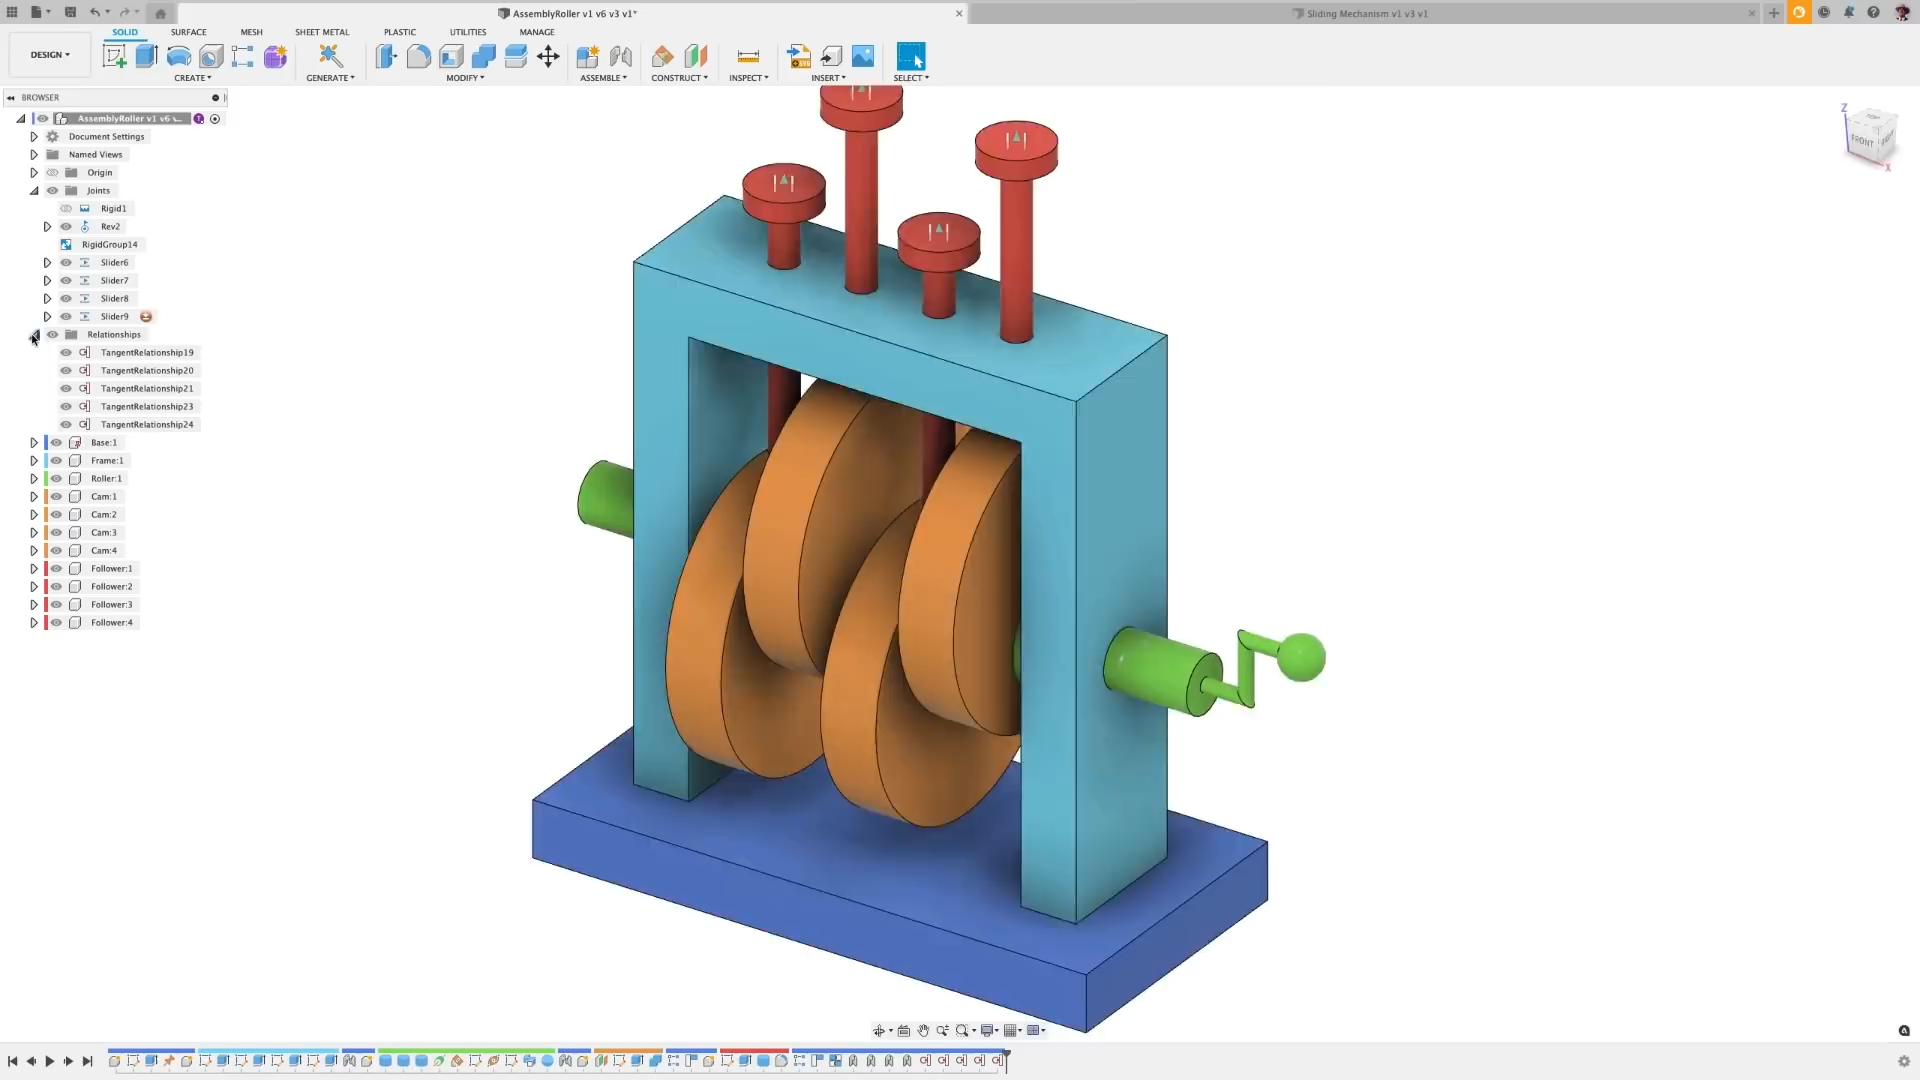 AssemblyRoller v1 v6 v3 v1*
Sliding Mechanism v1 v3 v1
DESIGN
SOLID
SURFACE
MESH
SHEET METAL
PLASTIC
UTILITIES
MANAGE
CREATE
GENERATE
MODIFY
ASSEMBLE
CONSTRUCT
INSPECT
INSERT
SELECT
BROWSER
AssemblyRoller v1 v6 v...
Document Settings
Named Views
Origin
Joints
Rigid1
Rev2
RigidGroup14
Slider6
Slider7
Slider8
Slider9
Relationships
TangentRelationship19
TangentRelationship20
TangentRelationship21
TangentRelationship23
TangentRelationship24
Base:1
Frame:1
Roller:1
Cam:1
Cam:2
Cam:3
Cam:4
Follower:1
Follower:2
Follower:3
Follower:4
Z
TOP
FRONT
X